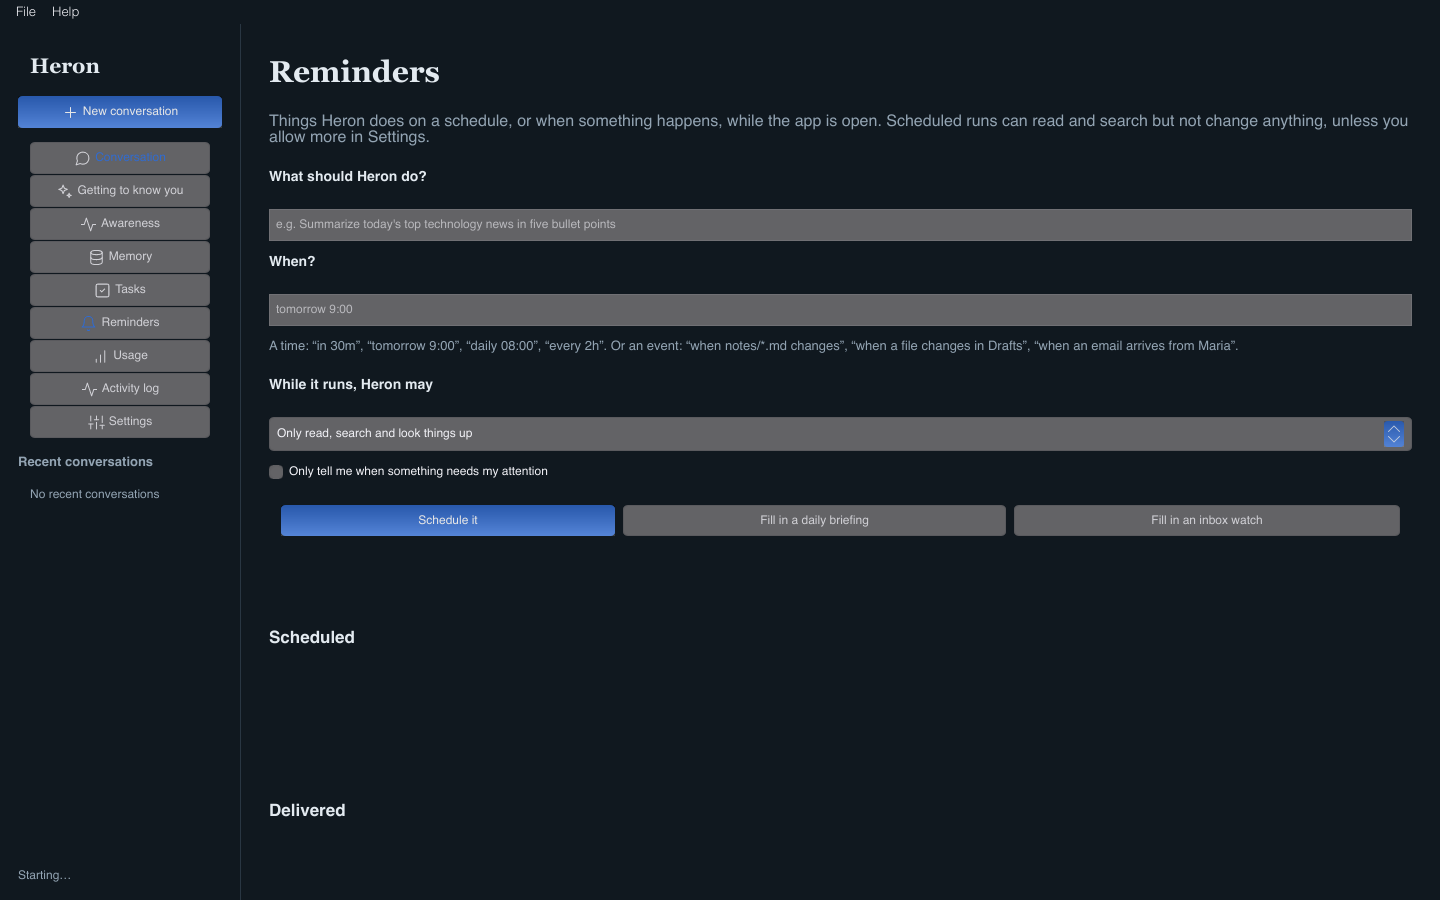 File Help
Heron
New conversation
Conversation
Getting to know you
Awareness
Memory
Tasks
Reminders
Usage
Activity log
Settings
Recent conversations
No recent conversations
Starting…
Reminders
Things Heron does on a schedule, or when something happens, while the app is open. Scheduled runs can read and search but not change anything, unless you
allow more in Settings.
What should Heron do?
e.g. Summarize today's top technology news in five bullet points
When?
tomorrow 9:00
A time: “in 30m”, “tomorrow 9:00”, “daily 08:00”, “every 2h”. Or an event: “when notes/*.md changes”, “when a file changes in Drafts”, “when an email arrives from Maria”.
While it runs, Heron may
Only read, search and look things up
Only tell me when something needs my attention
Schedule it
Fill in a daily briefing
Fill in an inbox watch
Scheduled
Delivered